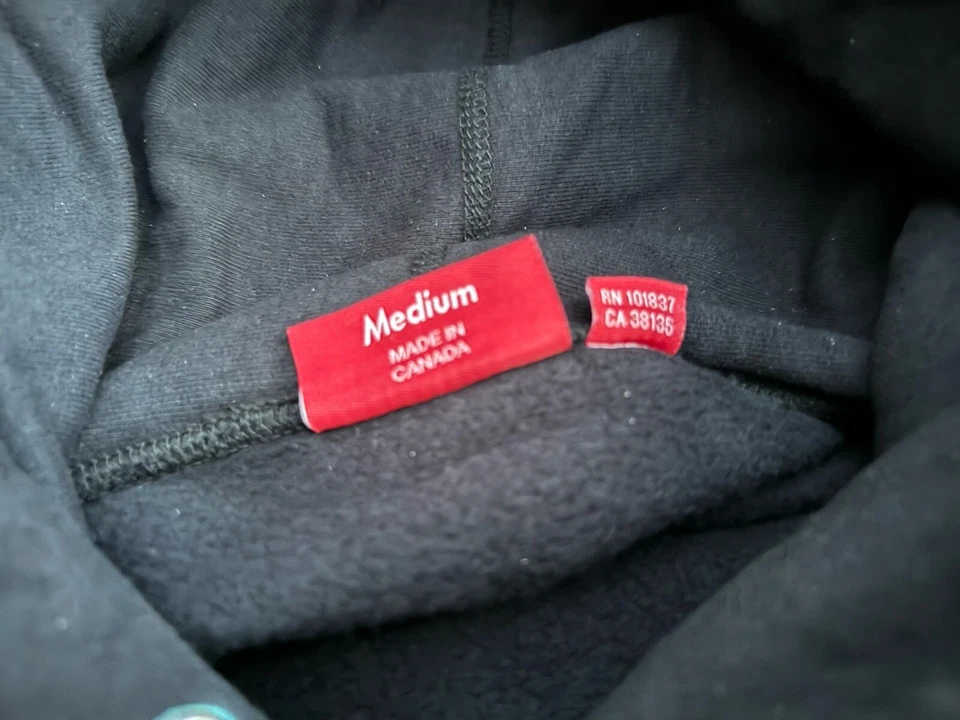 Medium
MADE IN
CANADA
RN 101837
CA 38135